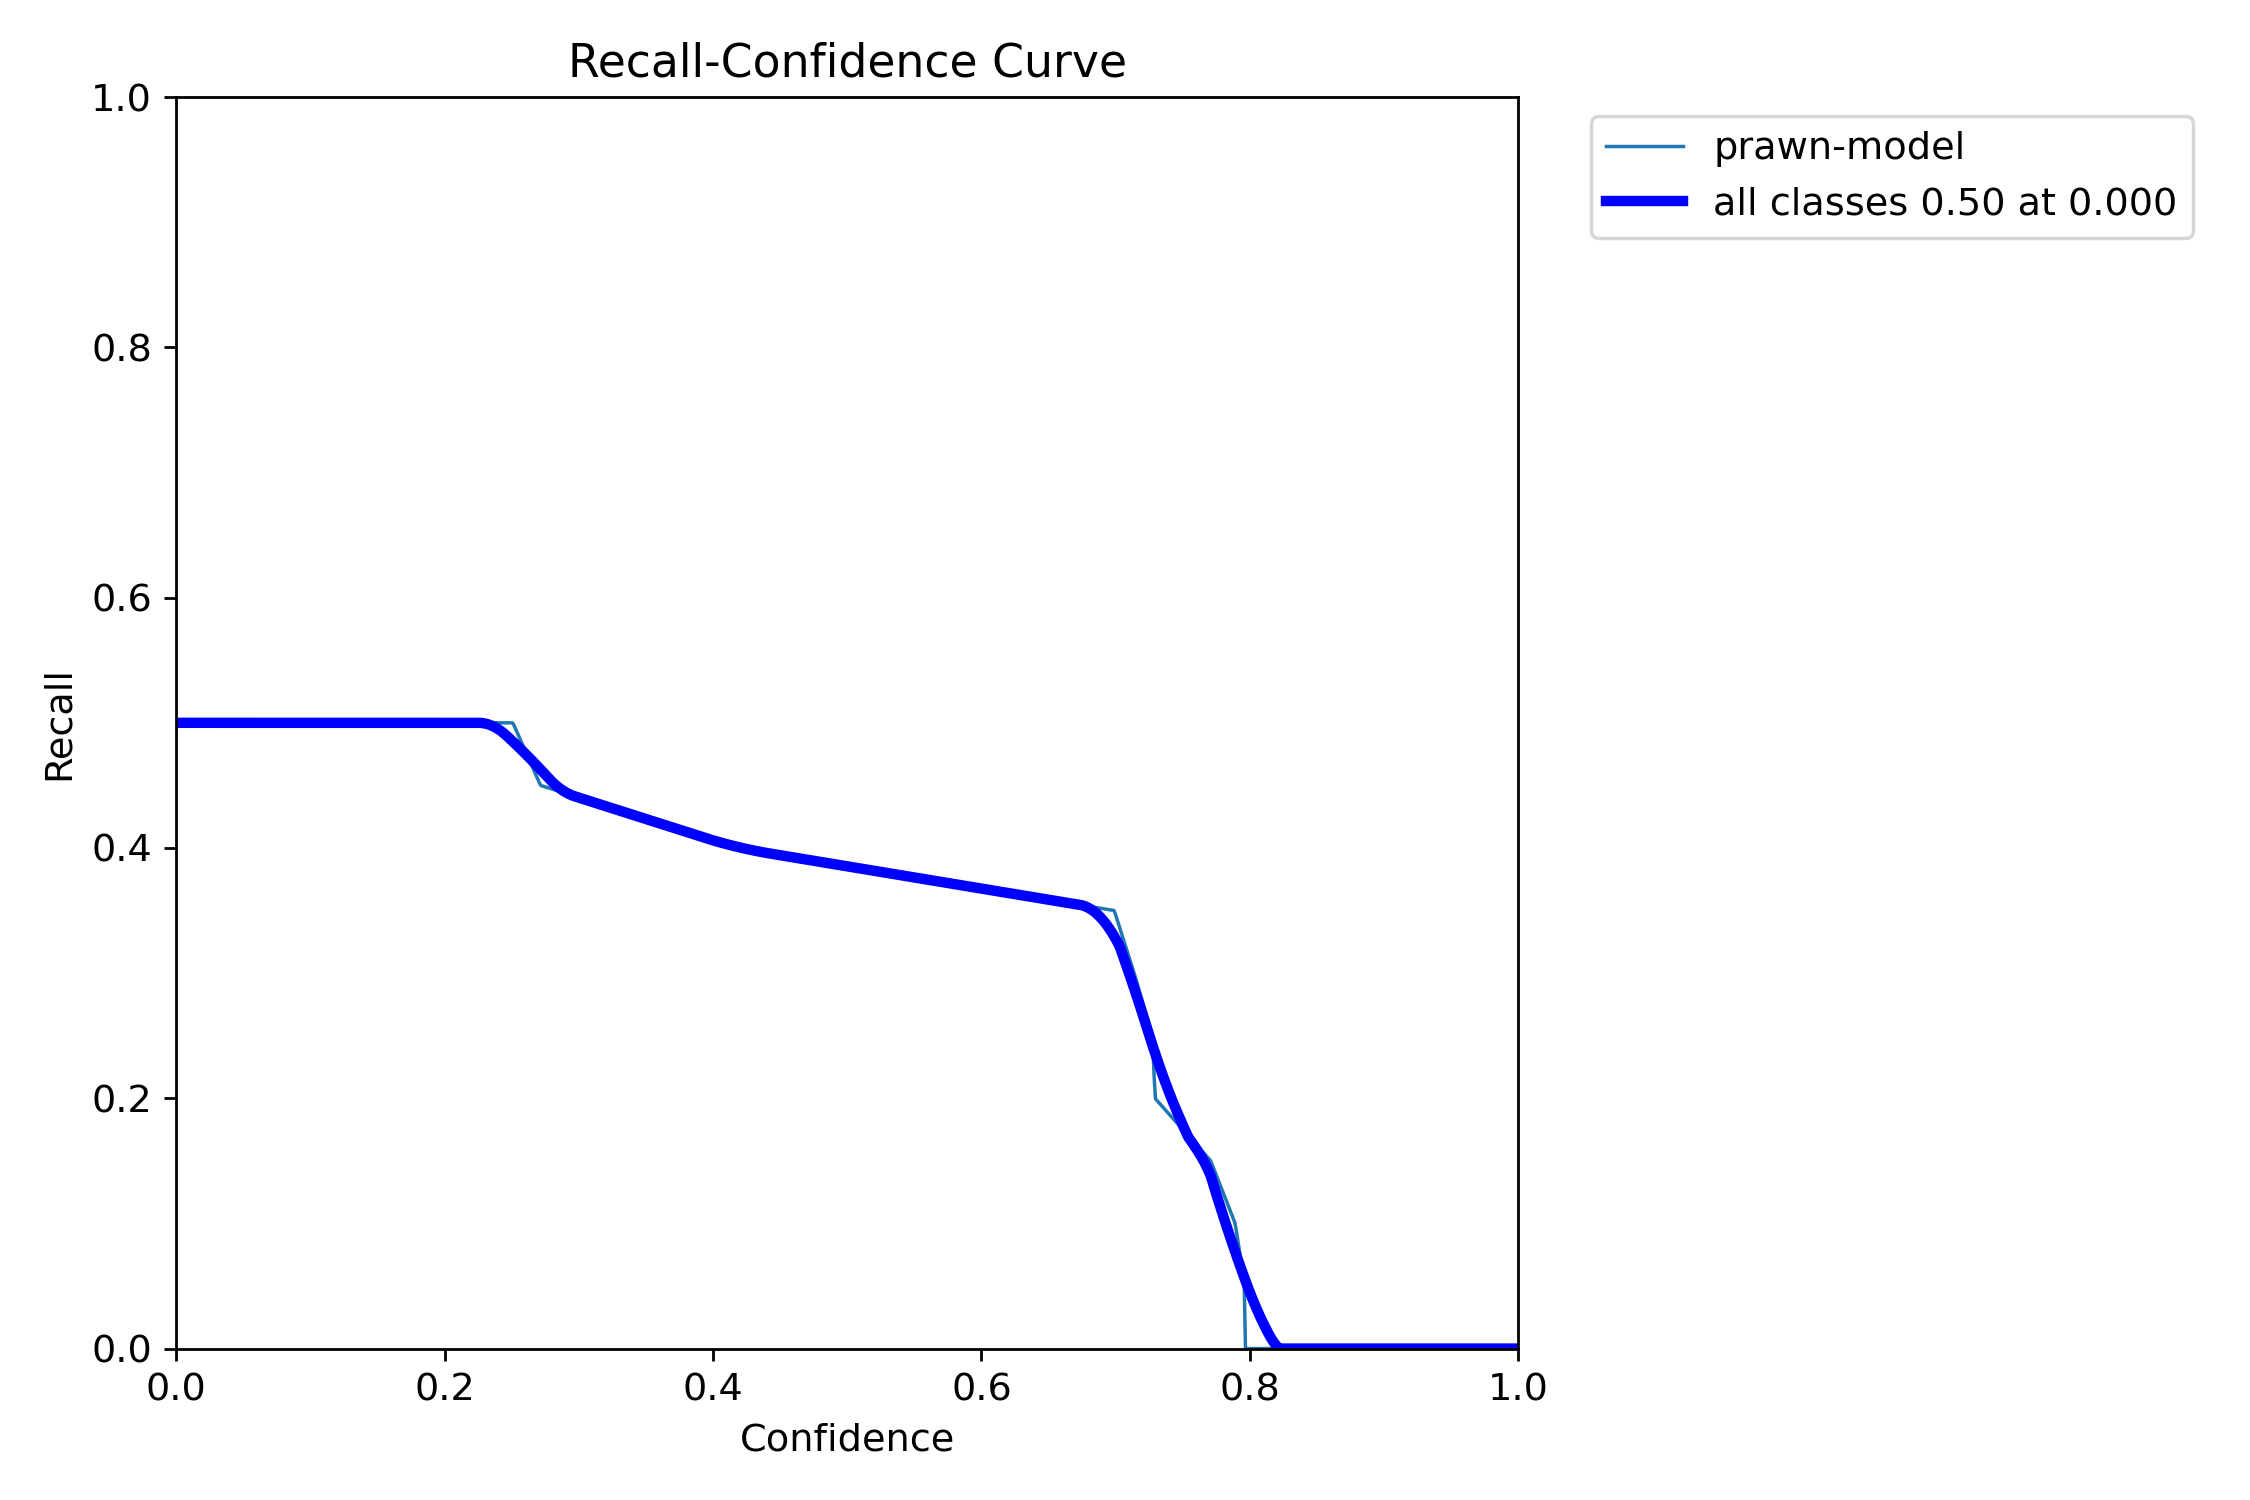 Recall-Confidence Curve
1.0
0.8
0.6
0.4
0.2
0.0
Recall
0.0 0.2 0.4 0.6 0.8 1.0
Confidence
prawn-model
all classes 0.50 at 0.000